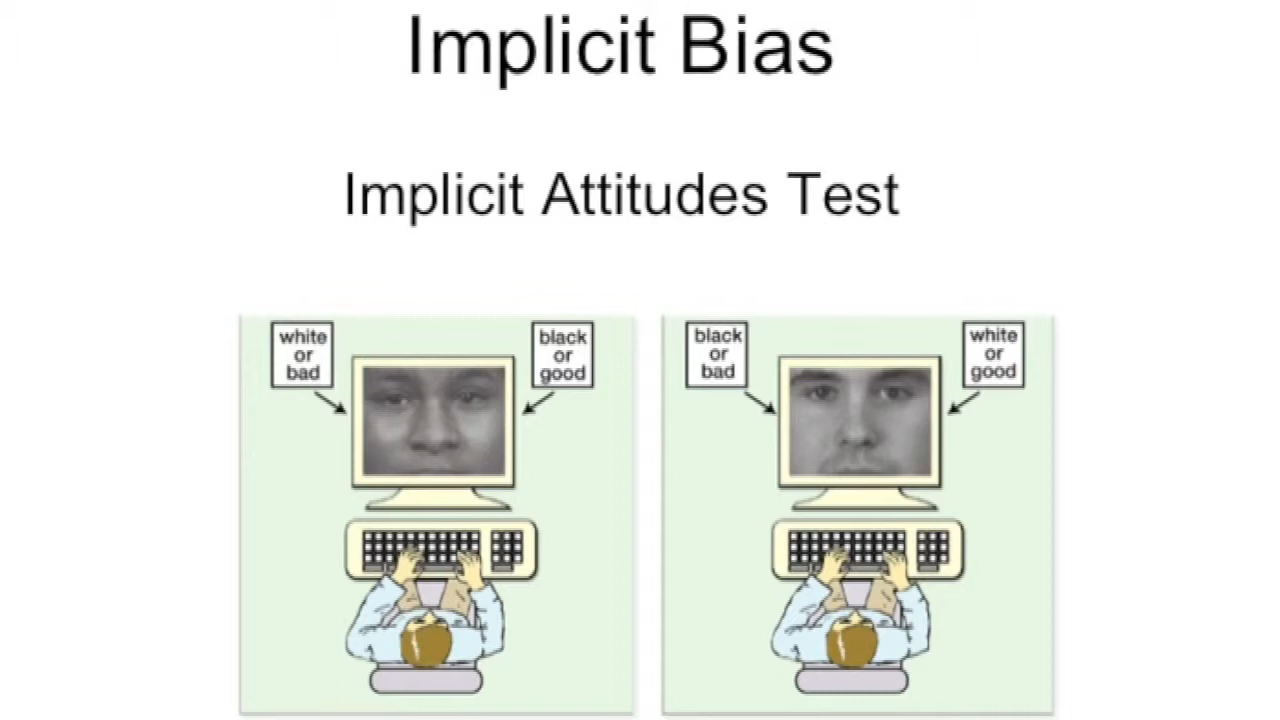 Implicit Bias
Implicit Attitudes Test
white
or
bad
black
or
good
black
or
bad
white
or
good